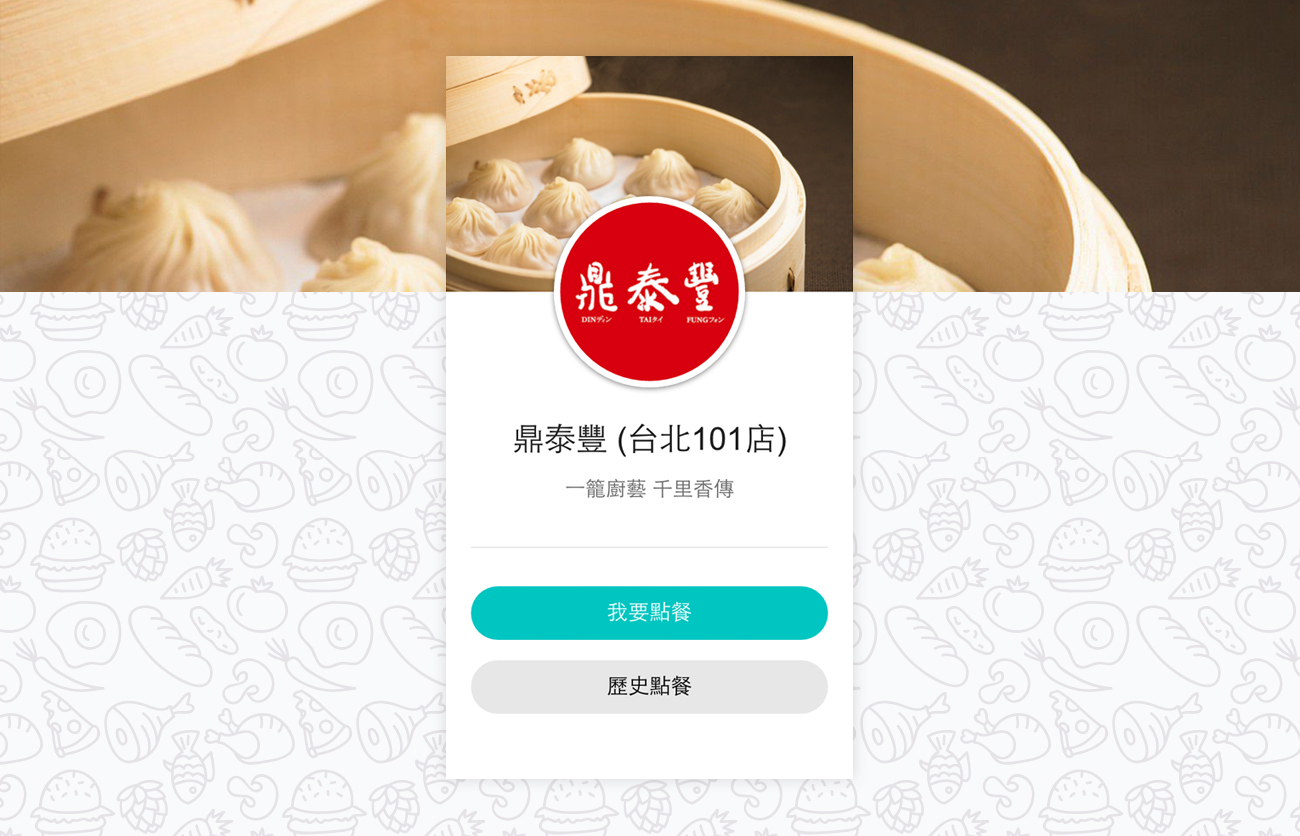 鼎 泰 豐
DINディン TAIタイ FUNGフォン
鼎泰豐 (台北101店)
一籠廚藝 千里香傳
我要點餐
歷史點餐